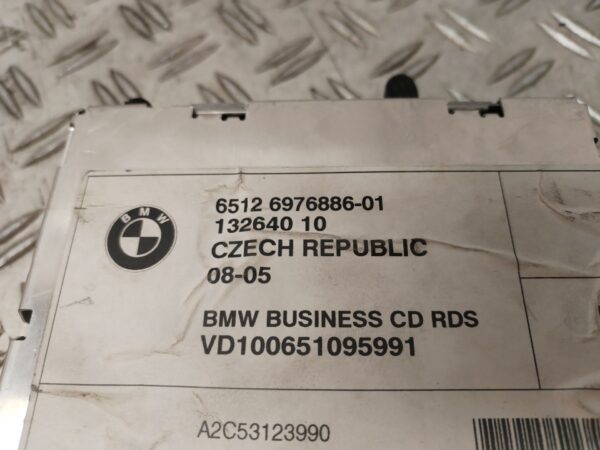 BMW
6512 6976886-01
132640 10
CZECH REPUBLIC
08-05
BMW BUSINESS CD RDS
VD100651095991
A2C53123990